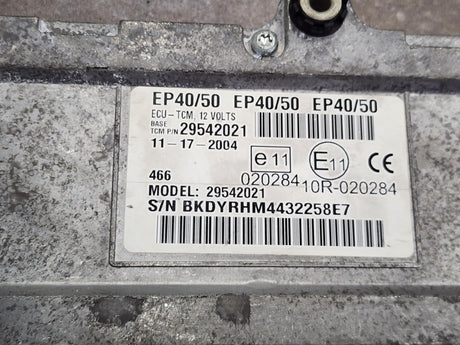 EP40/50 EP40/50 EP40/50
ECU-TCM, 12 VOLTS
BASE
TCM P/N 29542021
11-17-2004
e11 E11 CE
466 020284 10R-020284
MODEL: 29542021
S/N BKDYRHM4432258E7